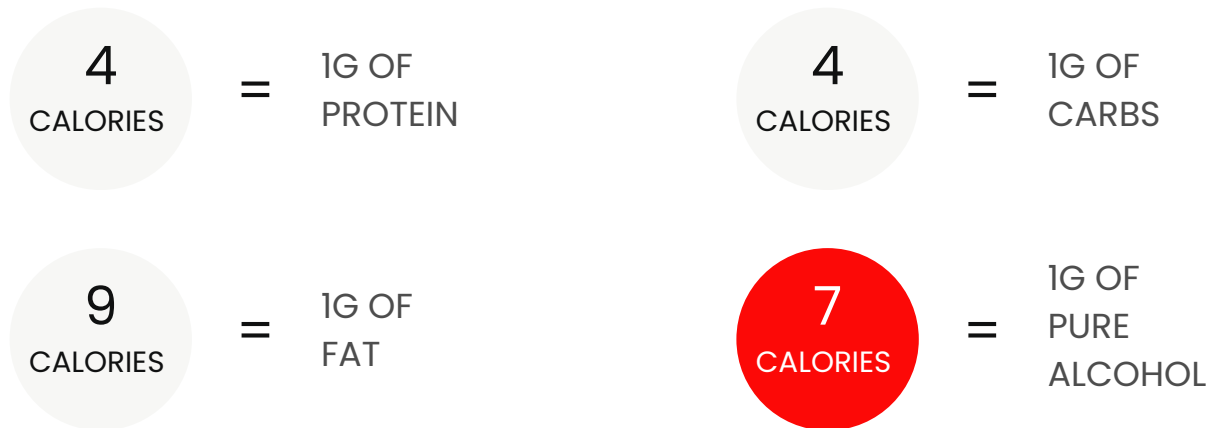 4
CALORIES
=
1G OF
PROTEIN
4
CALORIES
=
1G OF
CARBS
9
CALORIES
=
1G OF
FAT
7
CALORIES
=
1G OF
PURE
ALCOHOL